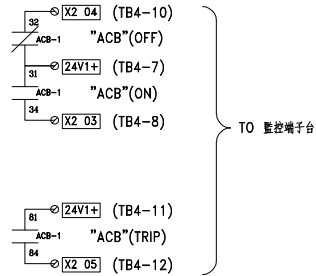 X2 04 (TB4-10)
32
ACB-1 "ACB"(OFF)
31 24V1+ (TB4-7)
ACB-1 "ACB"(ON)
34
X2 03 (TB4-8)
TO 監控端子台
24V1+ (TB4-11)
81
ACB-1 "ACB"(TRIP)
84
X2 05 (TB4-12)